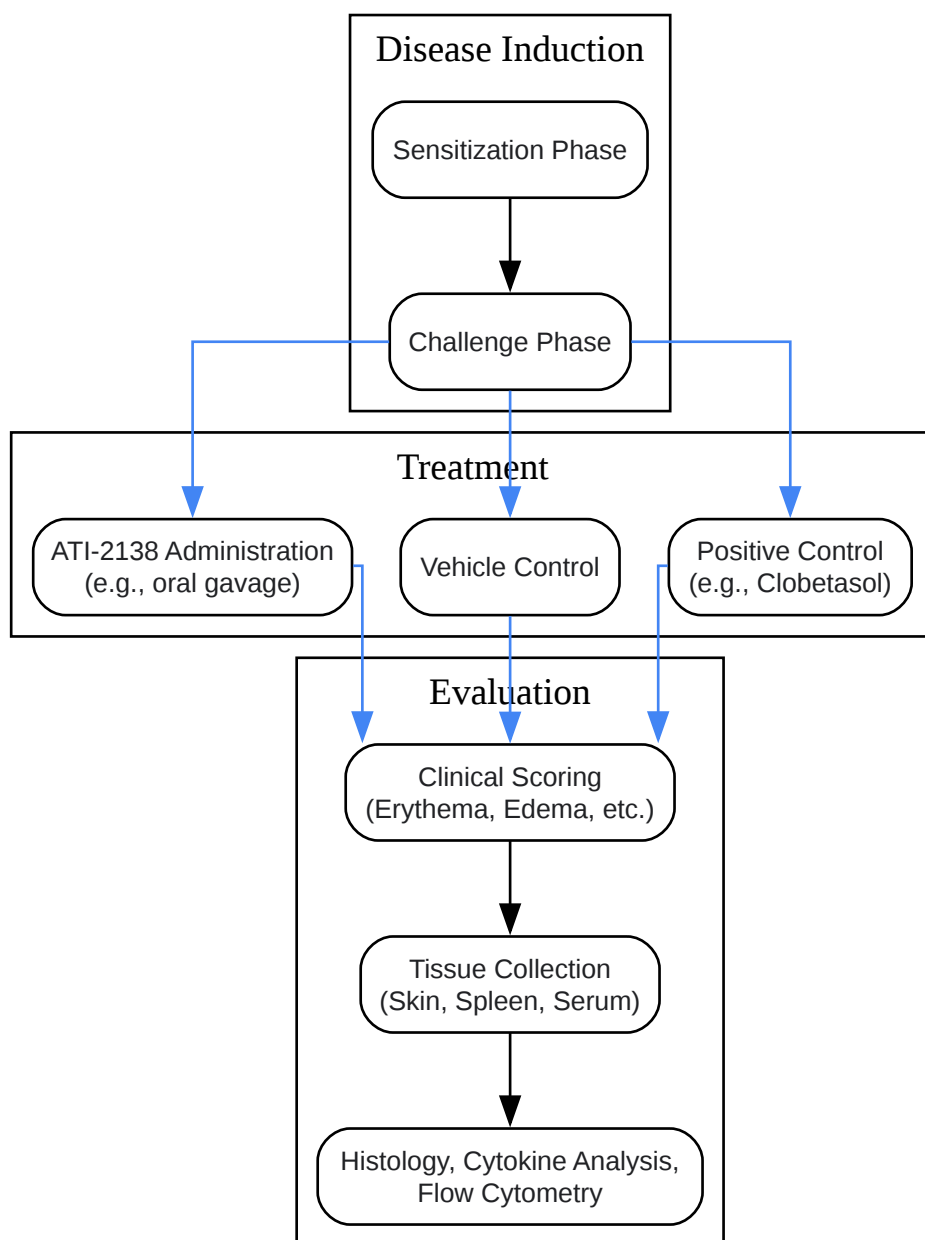 Disease Induction
Sensitization Phase
Challenge Phase
Treatment
ATI-2138 Administration
(e.g., oral gavage)
Vehicle Control
Positive Control
(e.g., Clobetasol)
Evaluation
Clinical Scoring
(Erythema, Edema, etc.)
Tissue Collection
(Skin, Spleen, Serum)
Histology, Cytokine Analysis,
Flow Cytometry